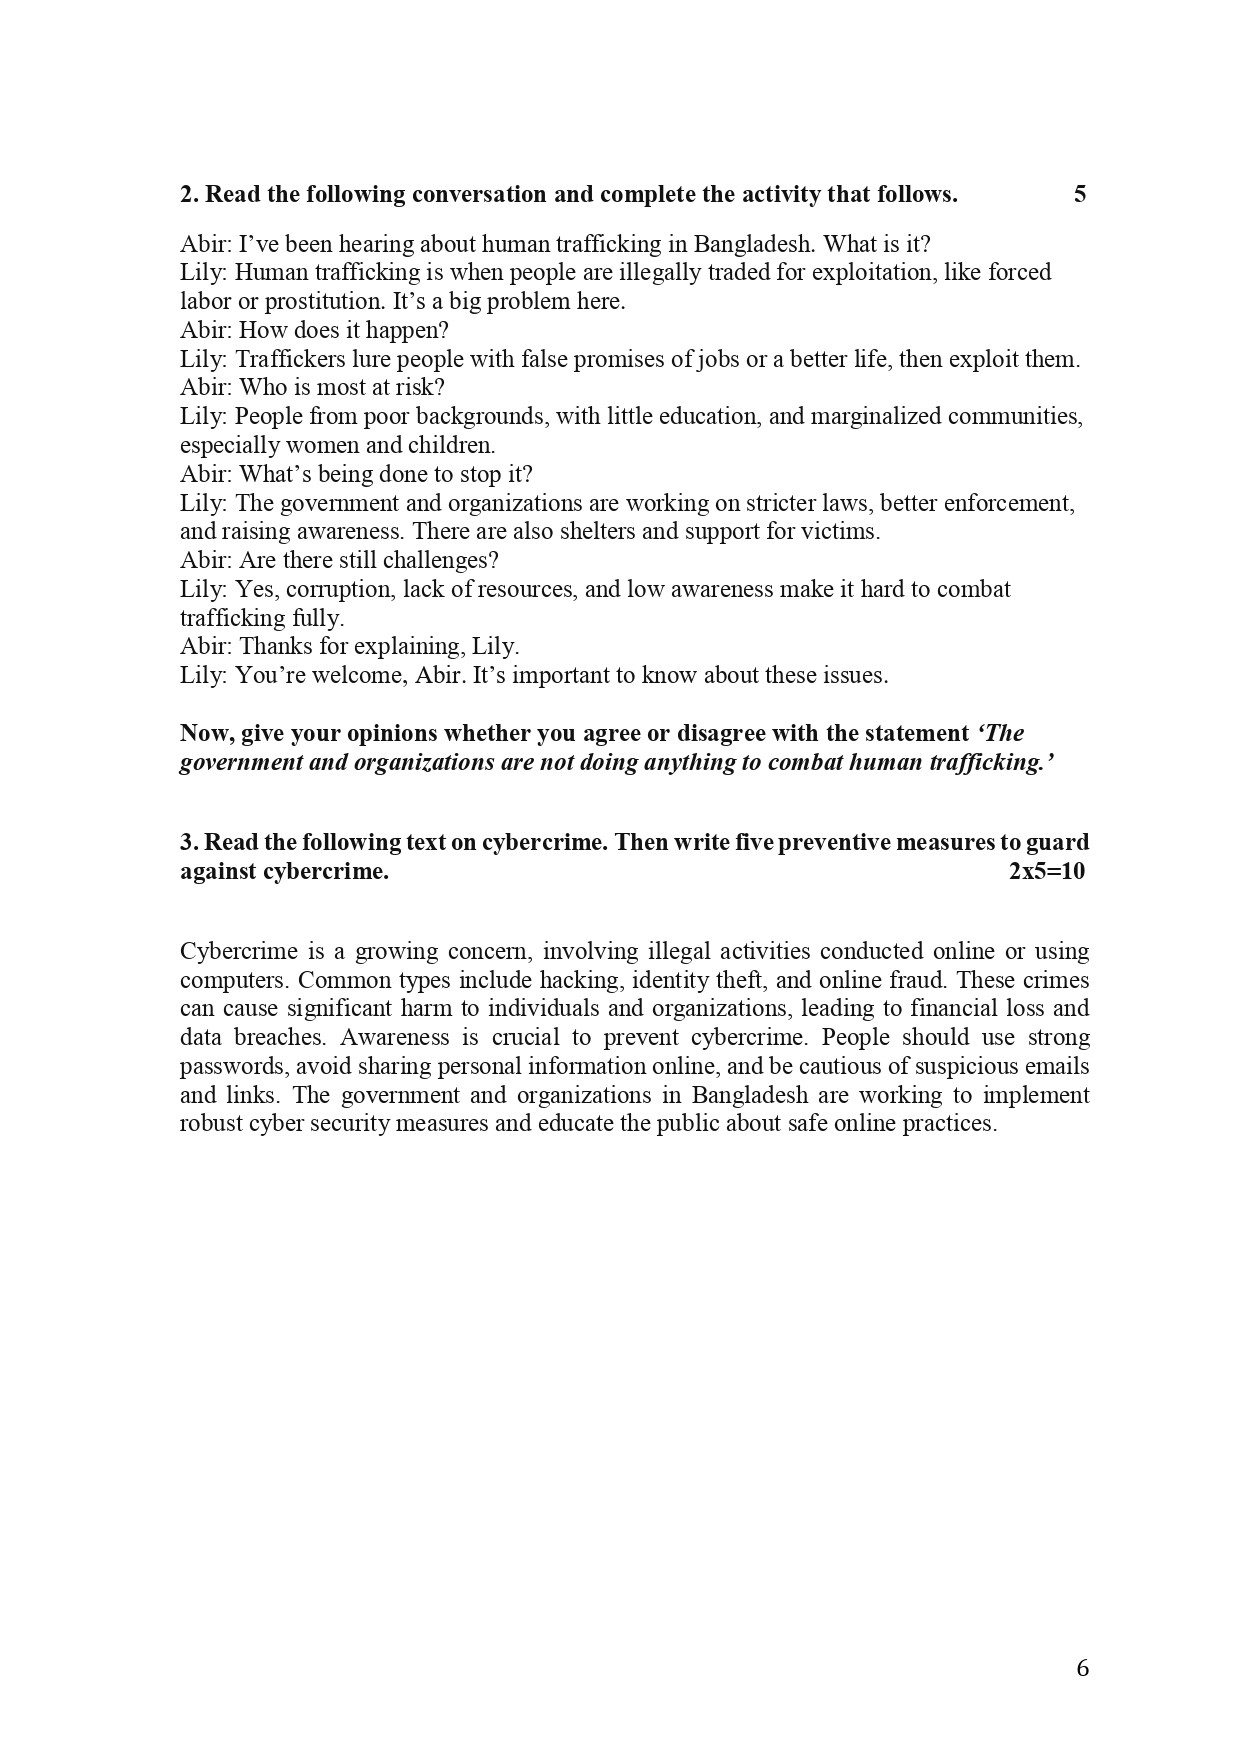 2. Read the following conversation and complete the activity that follows. 5
Abir: I’ve been hearing about human trafficking in Bangladesh. What is it?
Lily: Human trafficking is when people are illegally traded for exploitation, like forced
labor or prostitution. It’s a big problem here.
Abir: How does it happen?
Lily: Traffickers lure people with false promises of jobs or a better life, then exploit them.
Abir: Who is most at risk?
Lily: People from poor backgrounds, with little education, and marginalized communities,
especially women and children.
Abir: What’s being done to stop it?
Lily: The government and organizations are working on stricter laws, better enforcement,
and raising awareness. There are also shelters and support for victims.
Abir: Are there still challenges?
Lily: Yes, corruption, lack of resources, and low awareness make it hard to combat
trafficking fully.
Abir: Thanks for explaining, Lily.
Lily: You’re welcome, Abir. It’s important to know about these issues.
Now, give your opinions whether you agree or disagree with the statement ‘The
government and organizations are not doing anything to combat human trafficking.’
3. Read the following text on cybercrime. Then write five preventive measures to guard
against cybercrime. 2x5=10
Cybercrime is a growing concern, involving illegal activities conducted online or using
computers. Common types include hacking, identity theft, and online fraud. These crimes
can cause significant harm to individuals and organizations, leading to financial loss and
data breaches. Awareness is crucial to prevent cybercrime. People should use strong
passwords, avoid sharing personal information online, and be cautious of suspicious emails
and links. The government and organizations in Bangladesh are working to implement
robust cyber security measures and educate the public about safe online practices.
6